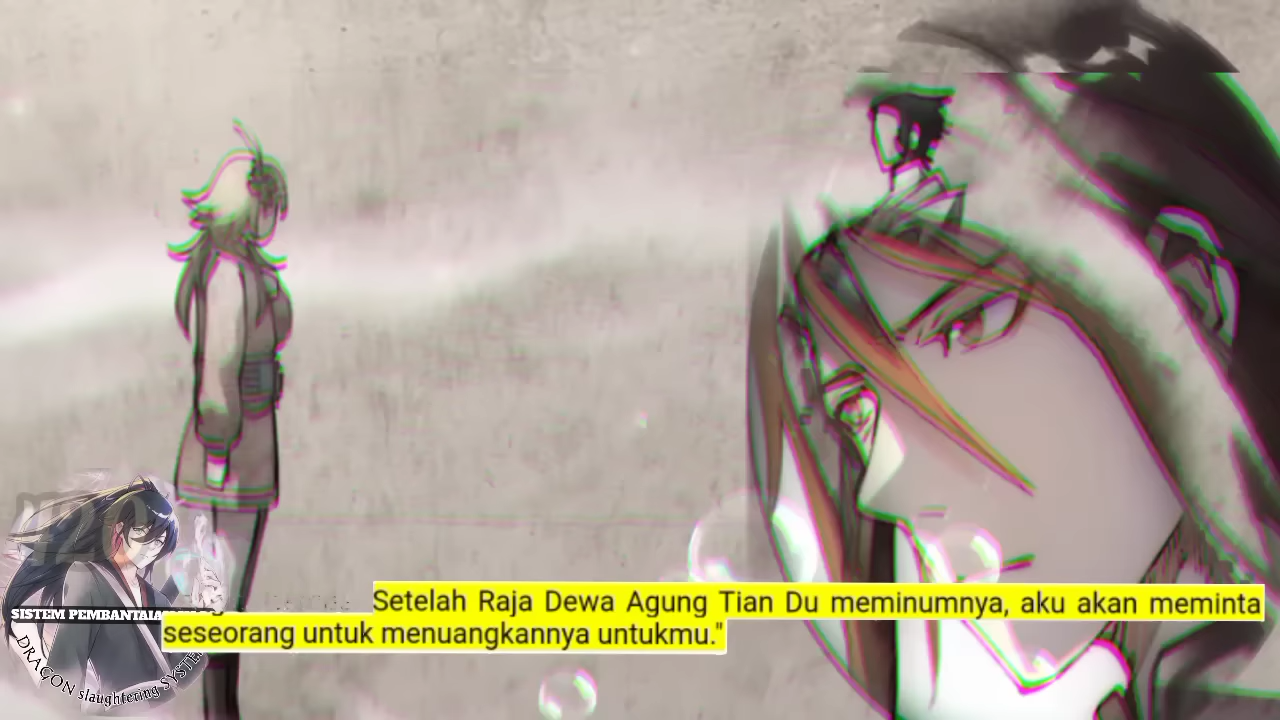 Setelah Raja Dewa Agung Tian Du meminumnya, aku akan meminta
seseorang untuk menuangkannya untukmu."
SISTEM PEMBANTAIAN
DRAGON slaughtering SYSTEM